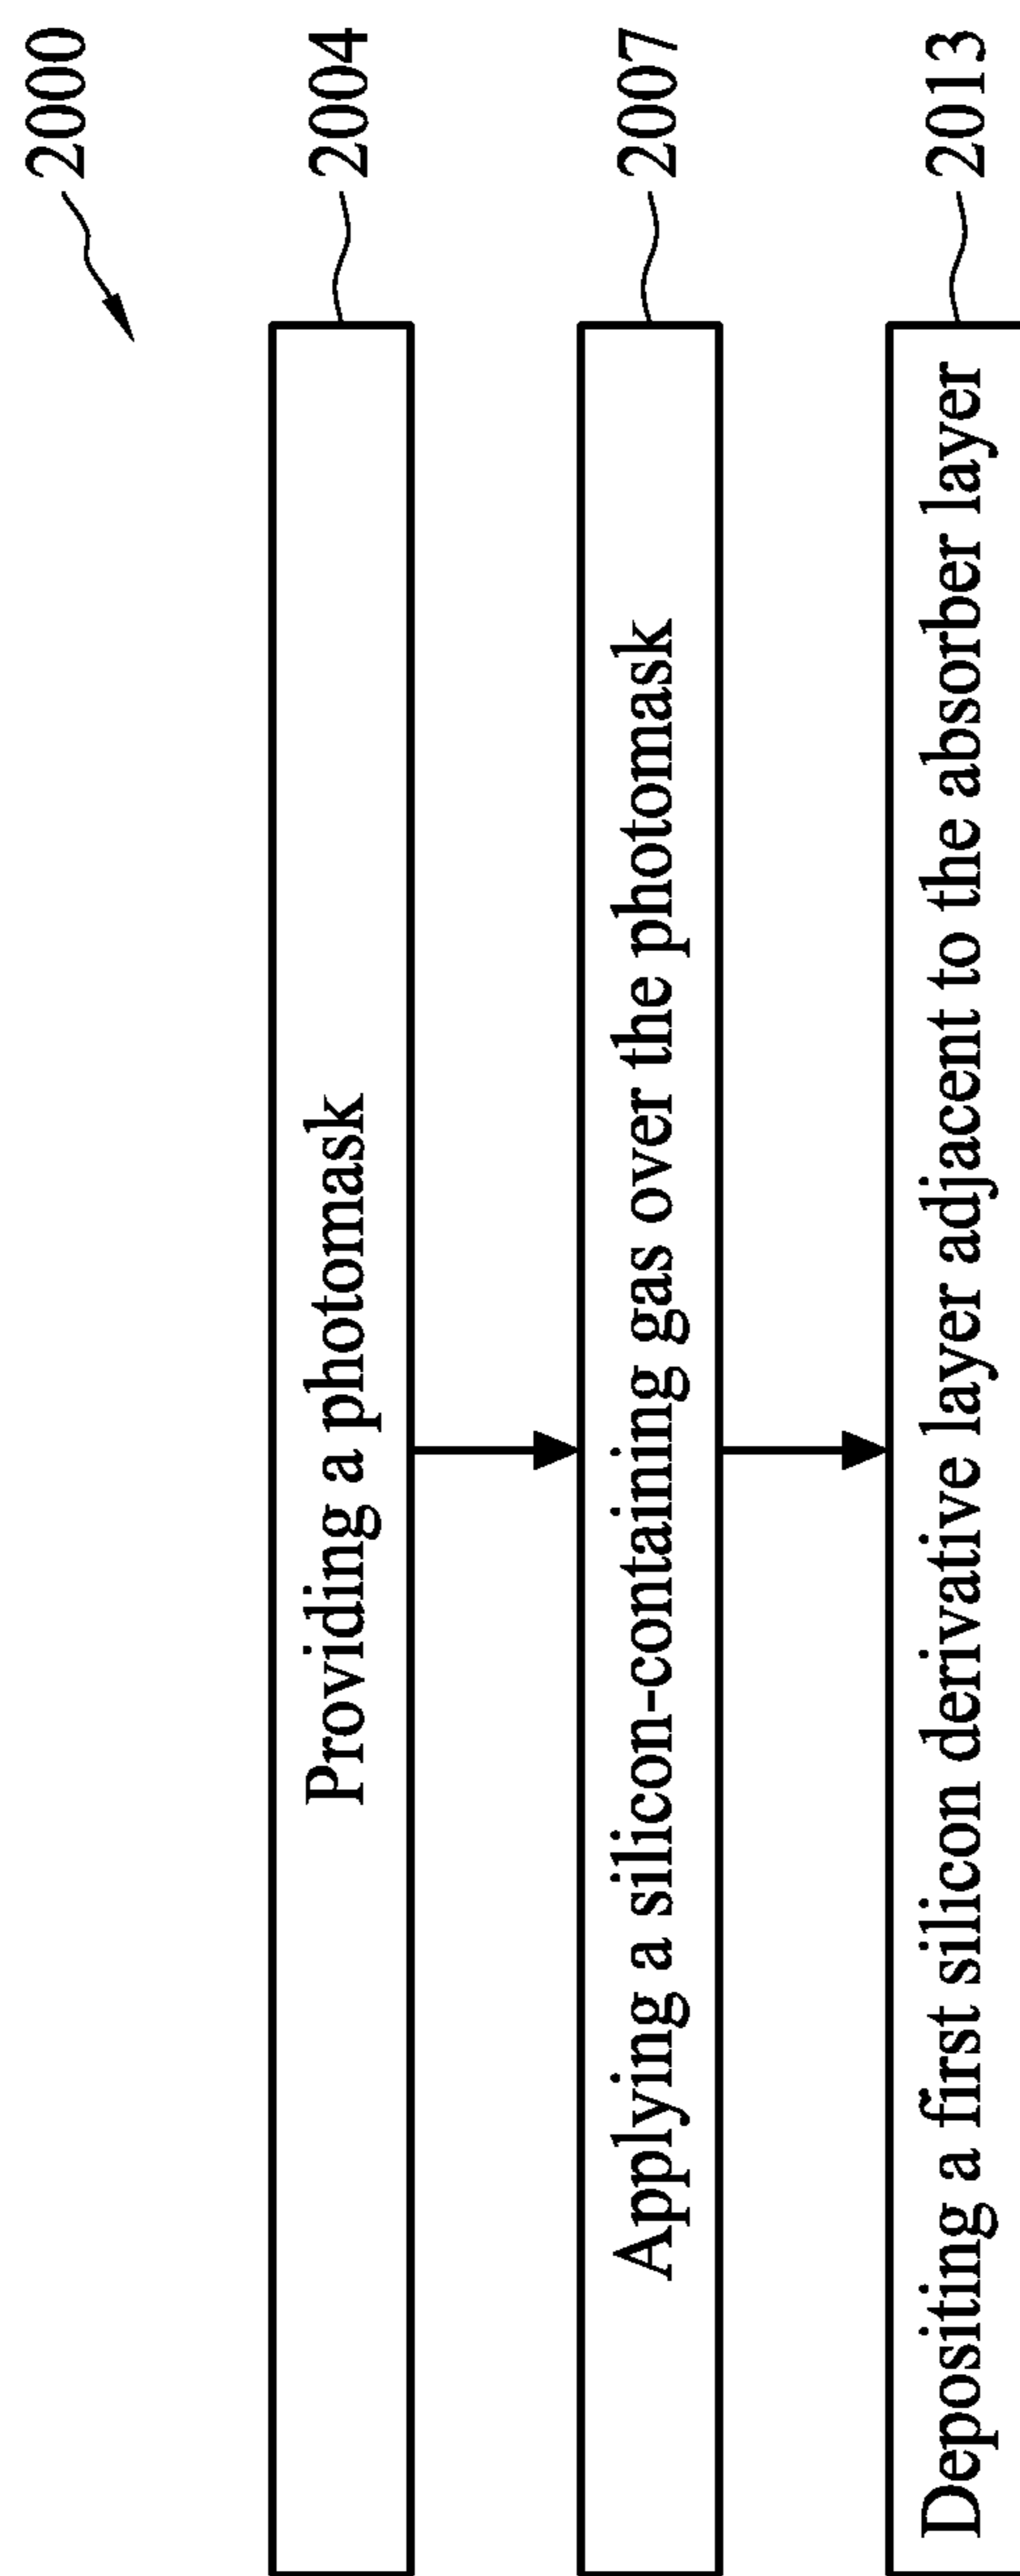 2000
Providing a photomask
2004
Applying a silicon-containing gas over the photomask
2007
Depositing a first silicon derivative layer adjacent to the absorber layer
2013